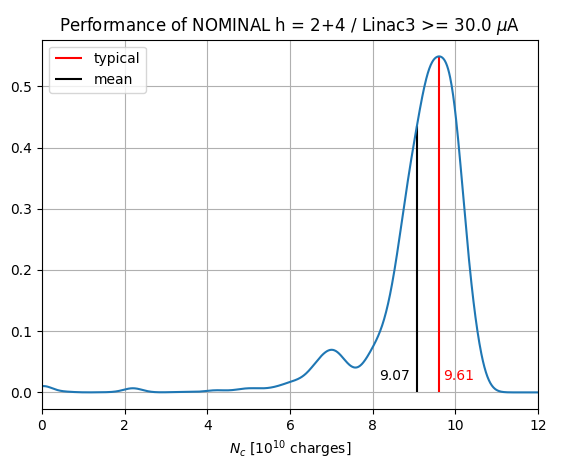 Performance of NOMINAL h = 2+4 / Linac3 >= 30.0 μA
typical
mean
0.5
0.4
0.3
0.2
0.1
0.0
9.07
9.61
0 2 4 6 8 10 12
N_c [10^10 charges]